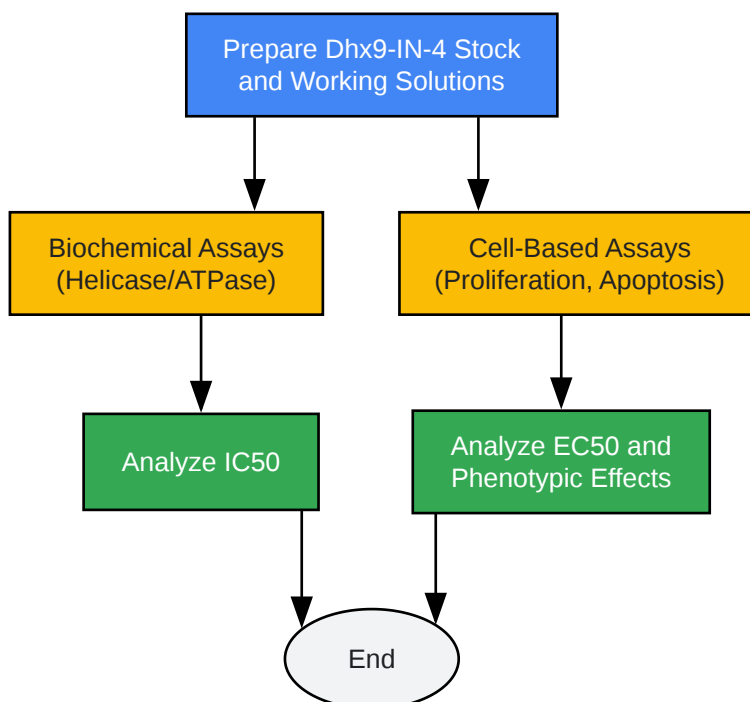 Prepare Dhx9-IN-4 Stock
and Working Solutions
Biochemical Assays
(Helicase/ATPase)
Cell-Based Assays
(Proliferation, Apoptosis)
Analyze IC50
Analyze EC50 and
Phenotypic Effects
End